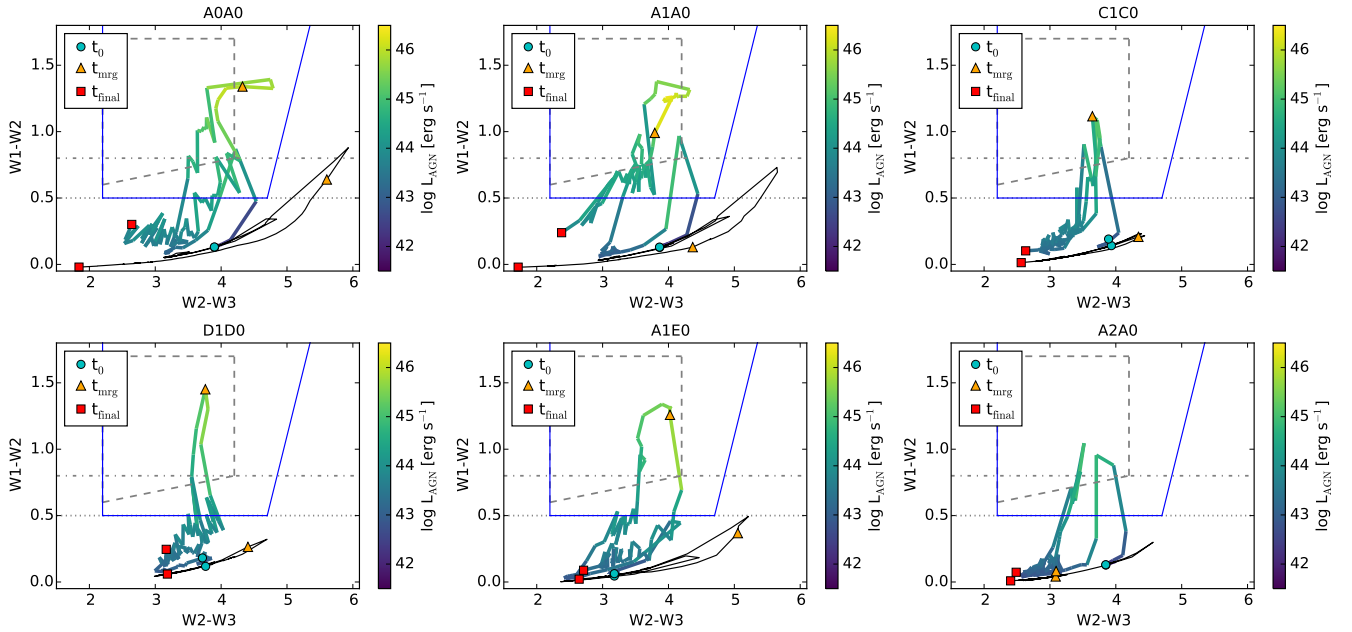 A0A0
A1A0
C1C0
t0
tmrg
tfinal
W1-W2
0.0
0.5
1.0
1.5
2 3 4 5 6
W2-W3
log LAGN [erg s−1]
42
43
44
45
46
t0
tmrg
tfinal
W1-W2
0.0
0.5
1.0
1.5
2 3 4 5 6
W2-W3
log LAGN [erg s−1]
42
43
44
45
46
t0
tmrg
tfinal
W1-W2
0.0
0.5
1.0
1.5
2 3 4 5 6
W2-W3
log LAGN [erg s−1]
42
43
44
45
46
D1D0
A1E0
A2A0
t0
tmrg
tfinal
W1-W2
0.0
0.5
1.0
1.5
2 3 4 5 6
W2-W3
log LAGN [erg s−1]
42
43
44
45
46
t0
tmrg
tfinal
W1-W2
0.0
0.5
1.0
1.5
2 3 4 5 6
W2-W3
log LAGN [erg s−1]
42
43
44
45
46
t0
tmrg
tfinal
W1-W2
0.0
0.5
1.0
1.5
2 3 4 5 6
W2-W3
log LAGN [erg s−1]
42
43
44
45
46